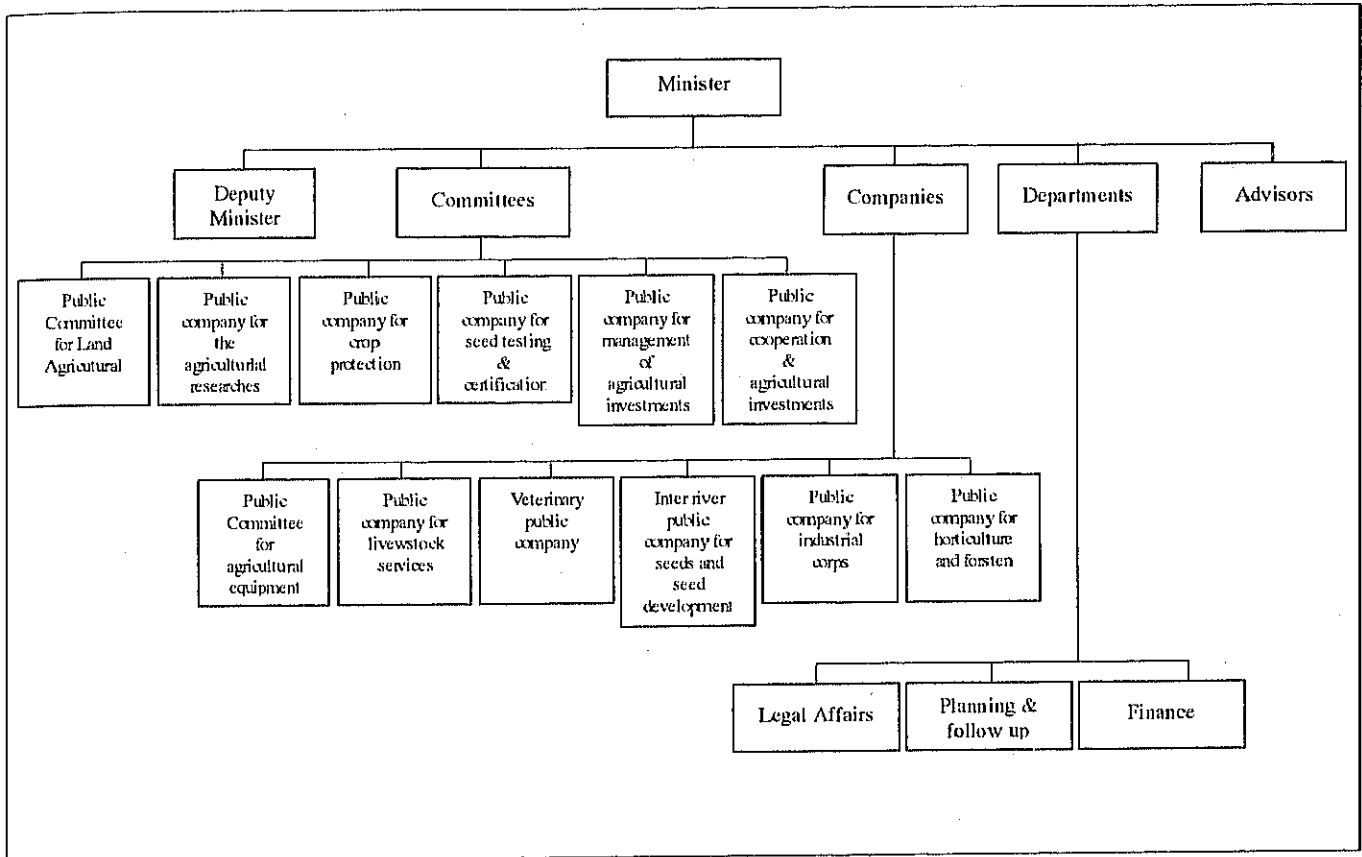 Minister
Deputy
Minister
Committees
Companies
Departments
Advisors
Public
Committee
for Land
Agricutural
Public
company for
the
agriculturial
researches
Public
company for
crop
protection
Public
company for
seed testing
&
certification
Public
company for
management
of
agricultural
investments
Public
company for
cooperation
&
agricultural
investments
Public
Committee
for
agricultural
equipment
Public
company for
livewstock
services
Veterinary
public
company
Inter river
public
company for
seeds and
seed
development
Public
company for
industrial
corps
Public
company for
horticulture
and forsten
Legal Affairs
Planning &
follow up
Finance